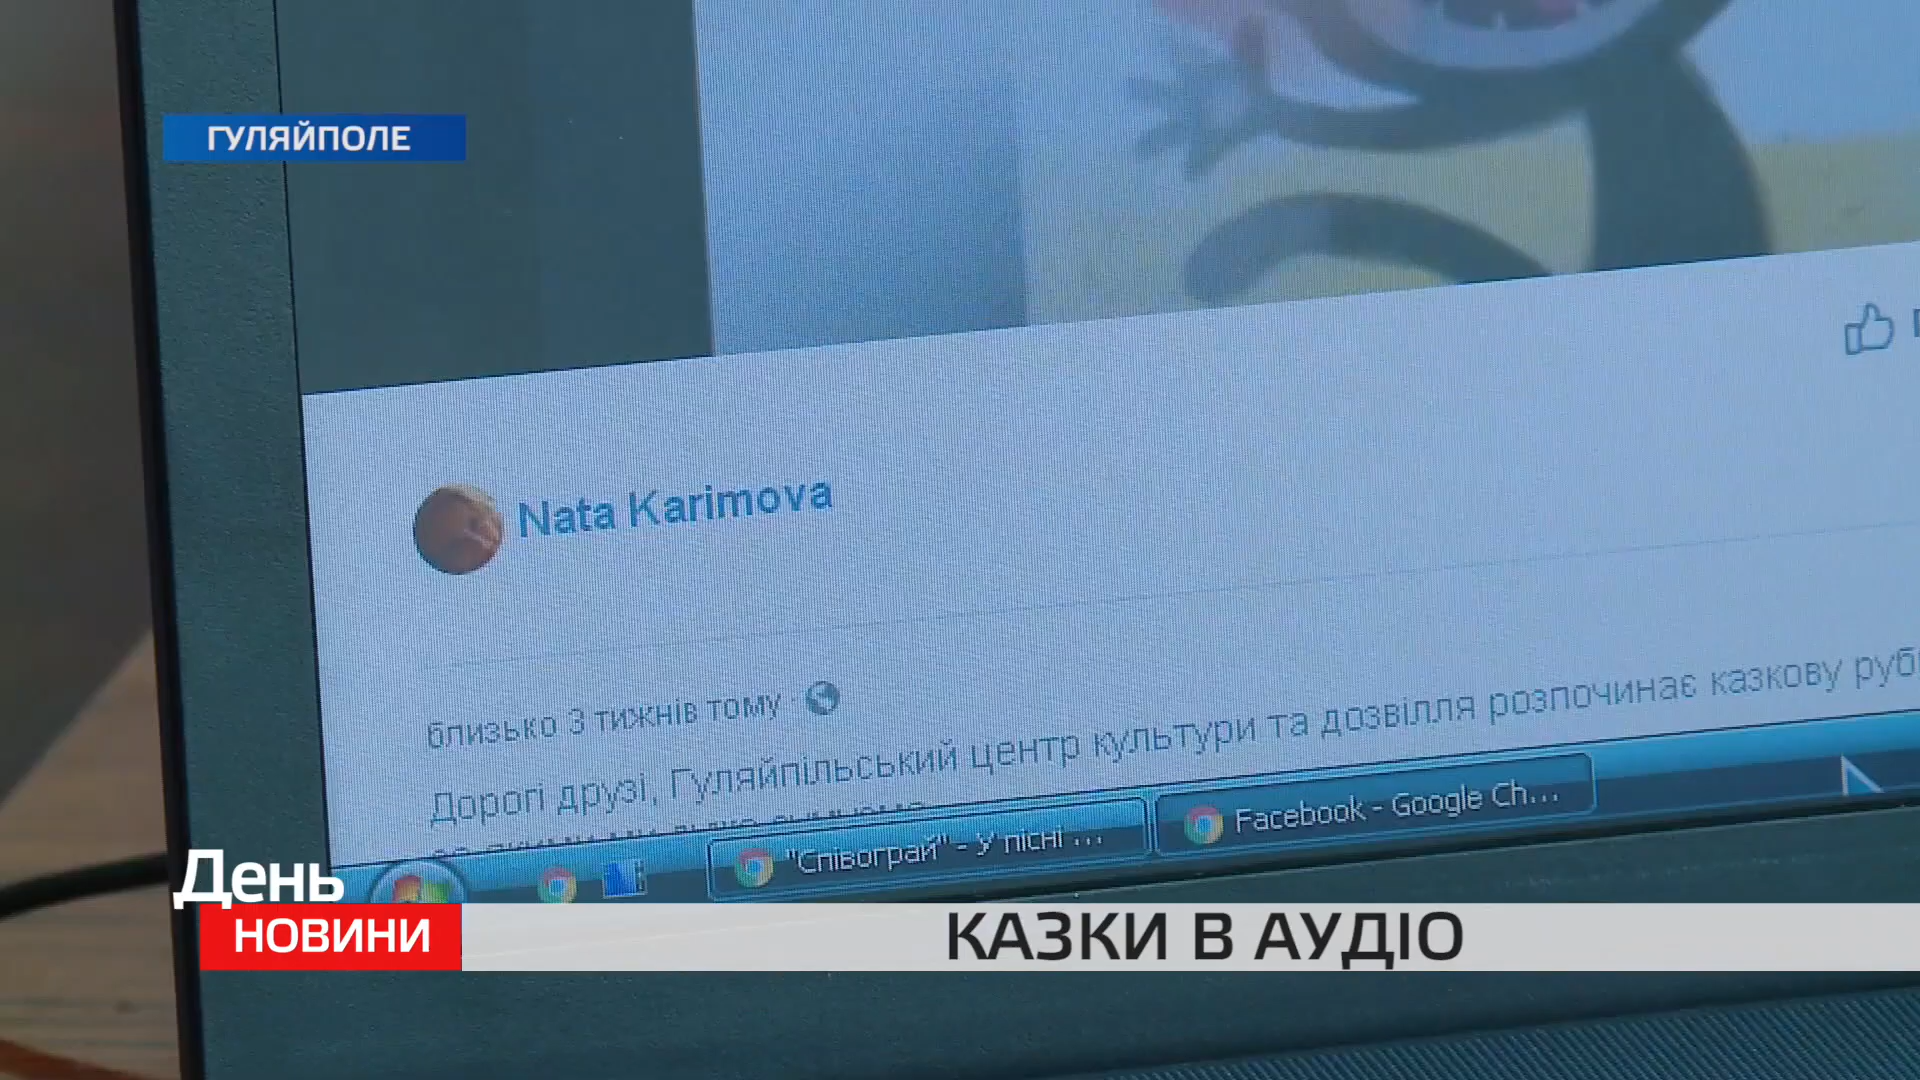 ГУЛЯЙПОЛЕ
Nata Karimova
близько 3 тижнів тому
Дорогі друзі, Гуляйпільський центр культури та дозвілля розпочинає казкову
"Співограй" - У пісні ...
Facebook - Google Ch...
День
НОВИНИ
КАЗКИ В АУДІО